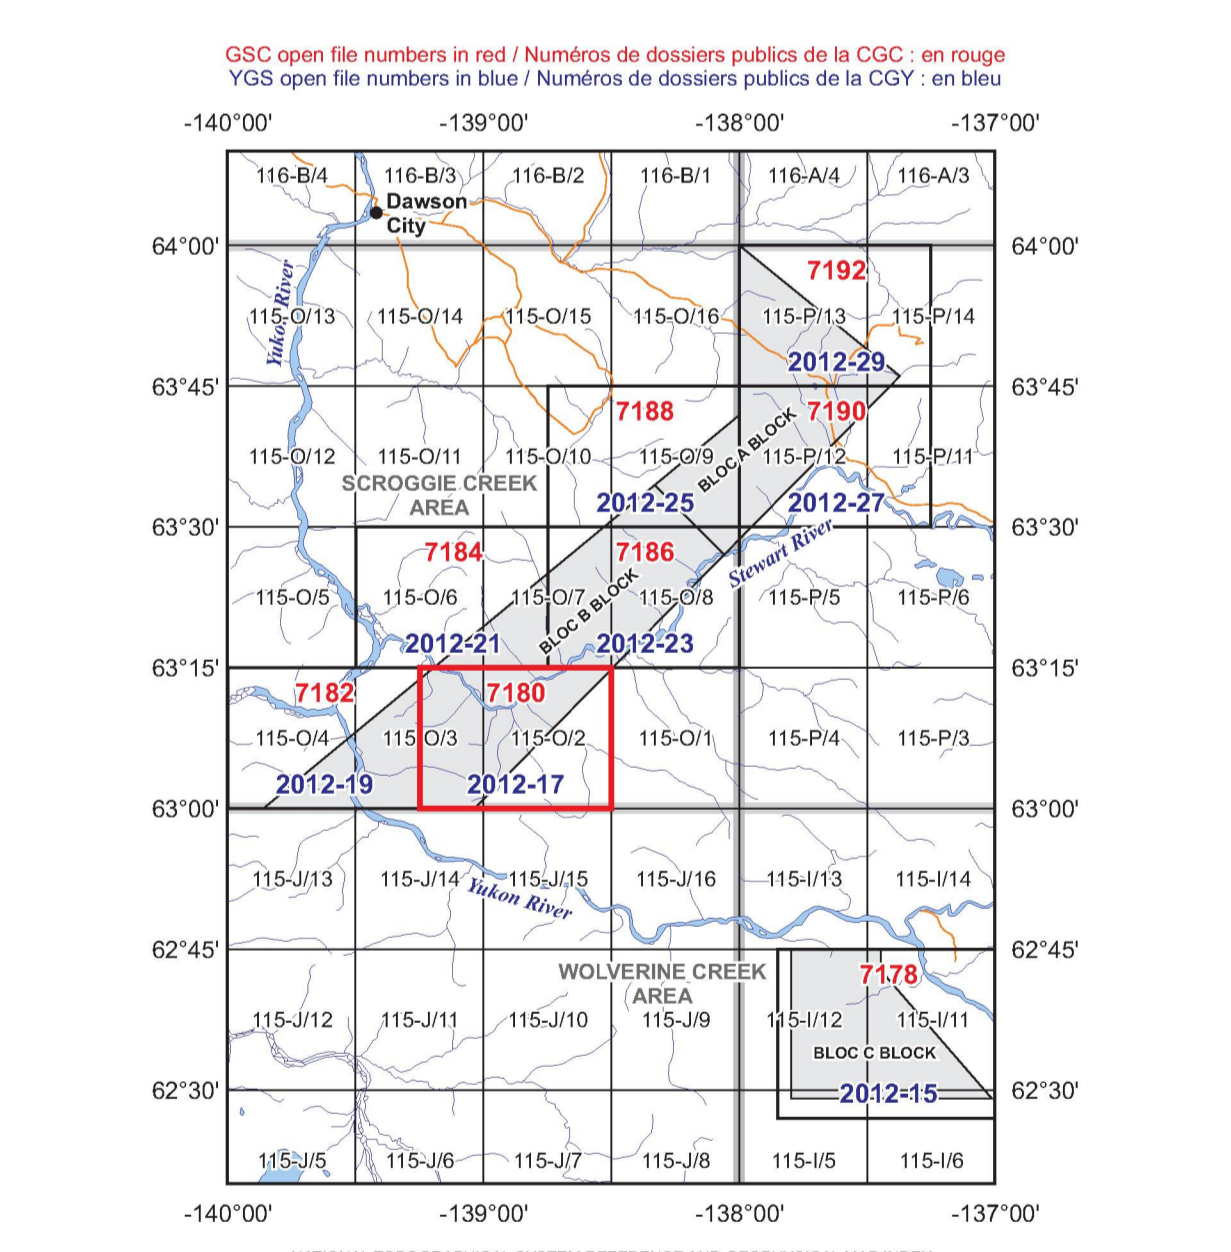 GSC open file numbers in red / Numéros de dossiers publics de la CGC : en rouge
YGS open file numbers in blue / Numéros de dossiers publics de la CGY : en bleu
-140°00' -139°00' -138°00' -137°00'
116-B/4 116-B/3 116-B/2 116-B/1 116-A/4 116-A/3
Dawson
City
64°00' 64°00'
7192
Yukon River
115-O/13 115-O/14 115-O/15 115-O/16 115-P/13 115-P/14
2012-29
63°45' 63°45'
7188 7190
BLOC A BLOCK
115-O/12 115-O/11 115-O/10 115-O/9 115-P/12 115-P/11
SCROGGIE CREEK
AREA
2012-25 2012-27
63°30' 63°30'
7184 7186
Stewart River
115-O/5 115-O/6 115-O/7 115-O/8 115-P/5 115-P/6
BLOC B BLOCK
2012-21 2012-23
63°15' 63°15'
7182 7180
115-O/4 115-O/3 115-O/2 115-O/1 115-P/4 115-P/3
2012-19 2012-17
63°00' 63°00'
115-J/13 115-J/14 115-J/15 115-J/16 115-I/13 115-I/14
Yukon River
62°45' 62°45'
WOLVERINE CREEK
AREA
7178
115-J/12 115-J/11 115-J/10 115-J/9 115-I/12 115-I/11
BLOC C BLOCK
62°30' 62°30'
2012-15
115-J/5 115-J/6 115-J/7 115-J/8 115-I/5 115-I/6
-140°00' -139°00' -138°00' -137°00'